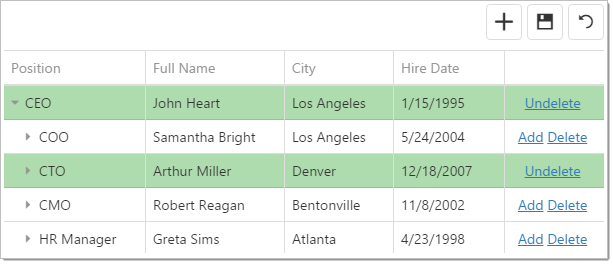 Position Full Name City Hire Date
CEO John Heart Los Angeles 1/15/1995 Undelete
COO Samantha Bright Los Angeles 5/24/2004 Add Delete
CTO Arthur Miller Denver 12/18/2007 Undelete
CMO Robert Reagan Bentonville 11/8/2002 Add Delete
HR Manager Greta Sims Atlanta 4/23/1998 Add Delete